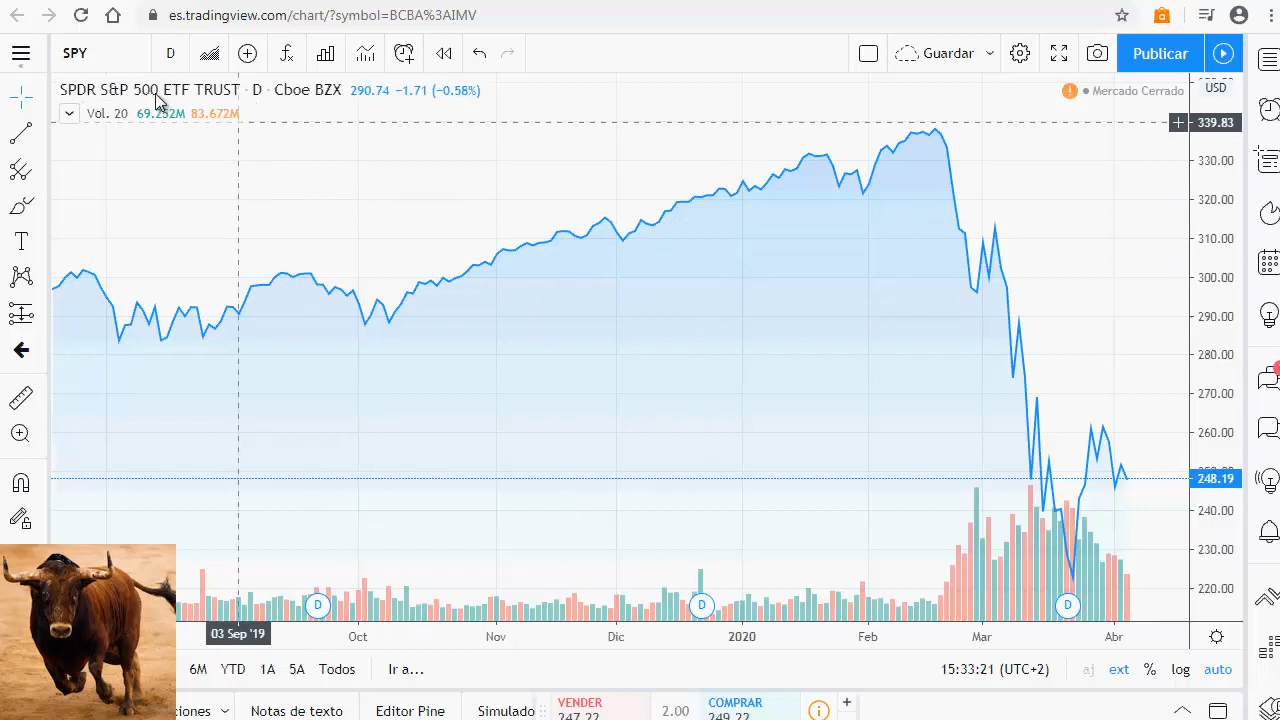 es.tradingview.com/chart/?symbol=BCBA%3AIMV
SPY
D
Guardar
Publicar
SPDR S&P 500 ETF TRUST · D · Cboe BZX 290.74 −1.71 (−0.58%)
Mercado Cerrado
USD
Vol. 20 69.252M 83.672M
339.83
330.00
320.00
310.00
300.00
290.00
280.00
270.00
260.00
248.19
240.00
230.00
220.00
D
D
D
03 Sep '19
Oct
Nov
Dic
2020
Feb
Mar
Abr
6M YTD 1A 5A Todos Ir a...
15:33:21 (UTC+2)
aj ext % log auto
ciones
Notas de texto
Editor Pine
Simulado
VENDER
247.22
2.00
COMPRAR
249.22